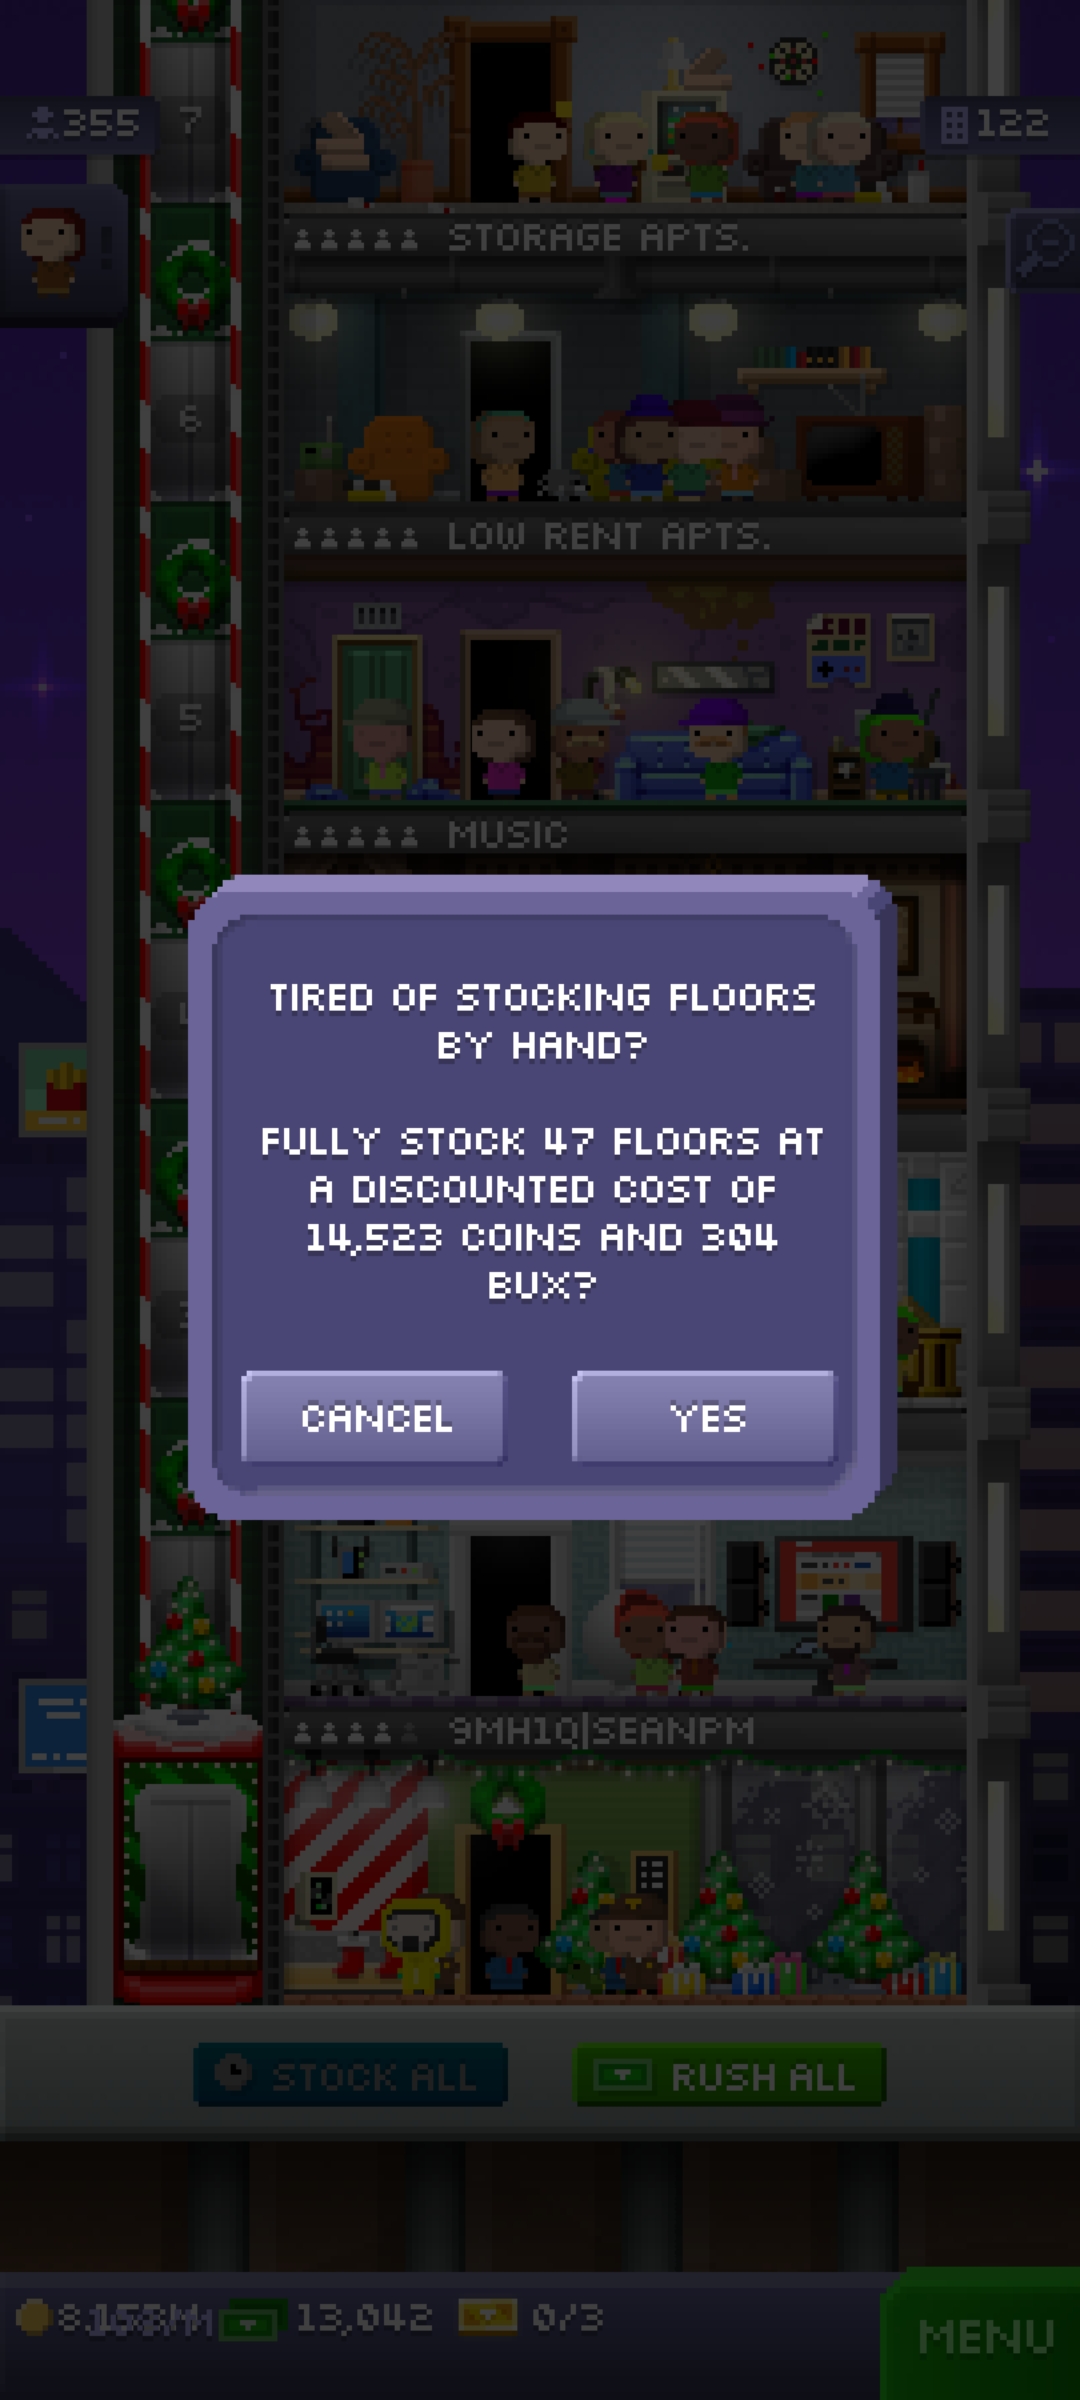 7
355
122
STORAGE APTS.
6
LOW RENT APTS.
5
MUSIC
TIRED OF STOCKING FLOORS
BY HAND?
FULLY STOCK 47 FLOORS AT
A DISCOUNTED COST OF
14,523 COINS AND 304
BUX?
CANCEL
YES
9MH1Q|SEANPM
STOCK ALL
RUSH ALL
13,042
0/3
MENU